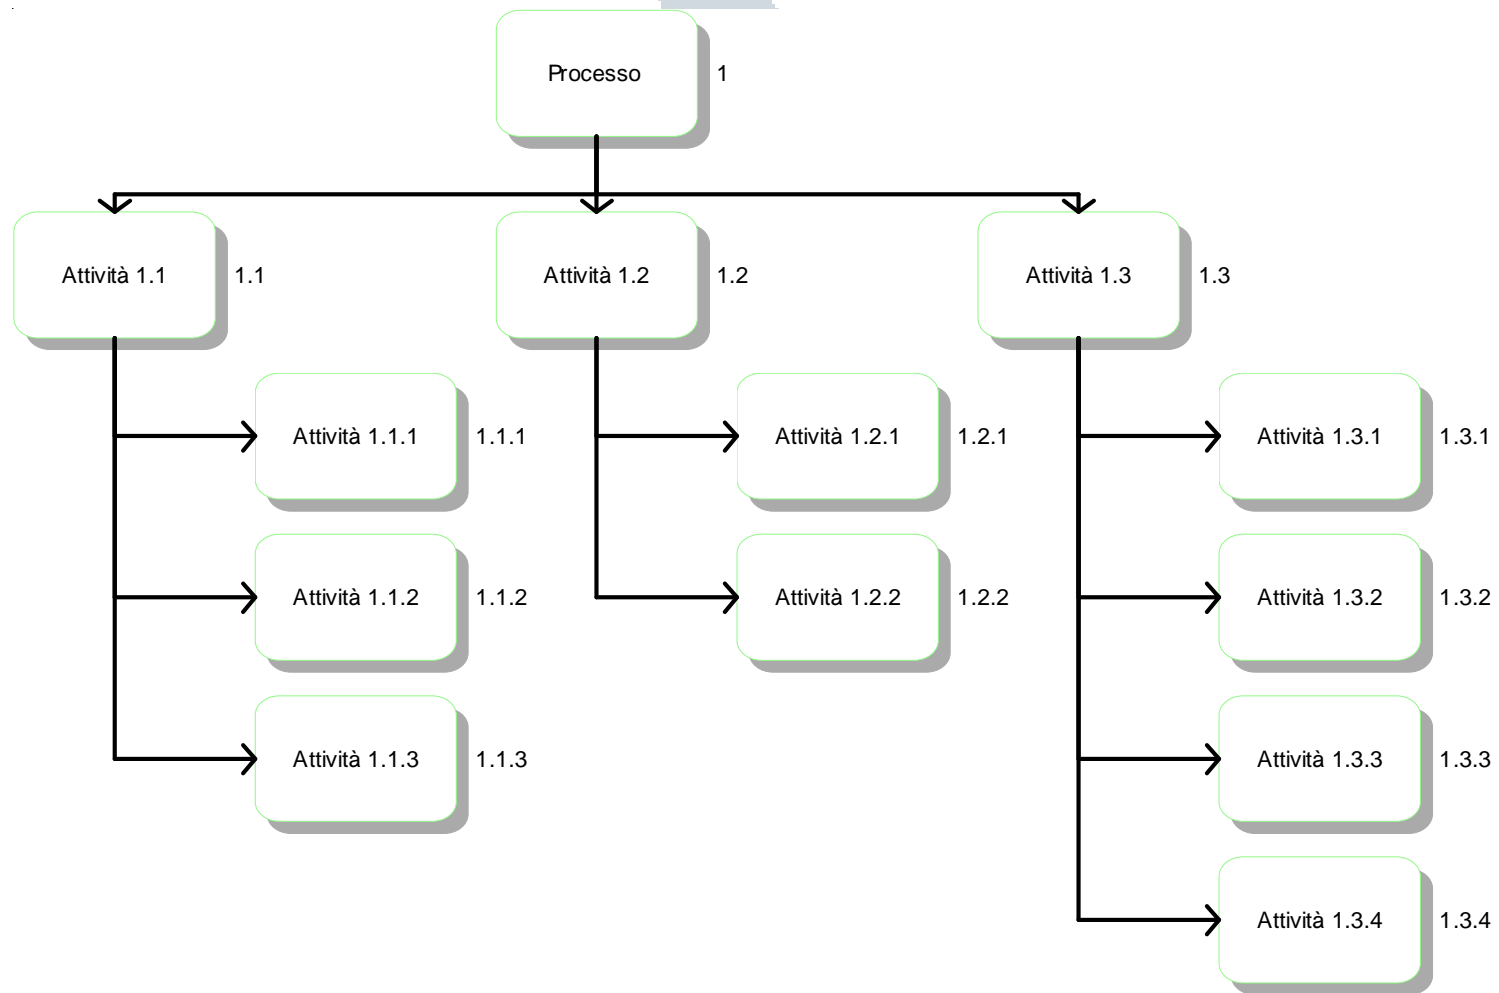 Processo 1
Attività 1.1 1.1 Attività 1.2 1.2 Attività 1.3 1.3
Attività 1.1.1 1.1.1 Attività 1.2.1 1.2.1 Attività 1.3.1 1.3.1
Attività 1.1.2 1.1.2 Attività 1.2.2 1.2.2 Attività 1.3.2 1.3.2
Attività 1.1.3 1.1.3 Attività 1.3.3 1.3.3
Attività 1.3.4 1.3.4